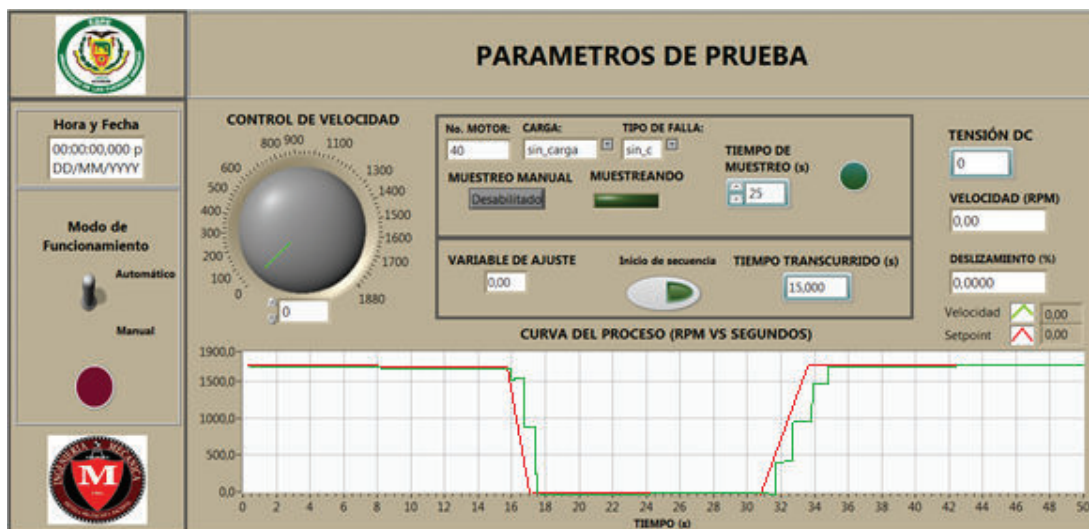 ESPE
PARAMETROS DE PRUEBA
Hora y Fecha
00:00:00,000 p
DD/MM/YYYY
Modo de
Funcionamiento
Automático
Manual
INGENIERIA MECANICA
M
CONTROL DE VELOCIDAD
0
100
200
300
400
500
600
800
900
1100
1300
1400
1500
1600
1700
1880
0
No. MOTOR:
CARGA:
TIPO DE FALLA:
40
sin_carga
sin_c
MUESTREO MANUAL
MUESTREANDO
Desabilitado
TIEMPO DE
MUESTREO (s)
25
VARIABLE DE AJUSTE
0,00
Inicio de secuencia
TIEMPO TRANSCURRIDO (s)
15,000
TENSIÓN DC
0
VELOCIDAD (RPM)
0,00
DESLIZAMIENTO (%)
0,0000
Velocidad 0,00
Setpoint 0,00
CURVA DEL PROCESO (RPM VS SEGUNDOS)
1900,0
1500,0
1000,0
500,0
0,0
0 2 4 6 8 10 12 14 16 18 20 22 24 26 28 30 32 34 36 38 40 42 44 46 48 50
TIEMPO (s)